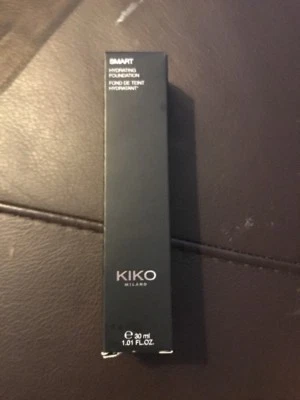 SMART
HYDRATING
FOUNDATION
FOND DE TEINT
HYDRATANT
KIKO
MILANO
℮ 30 ml
1.01 FL.OZ.